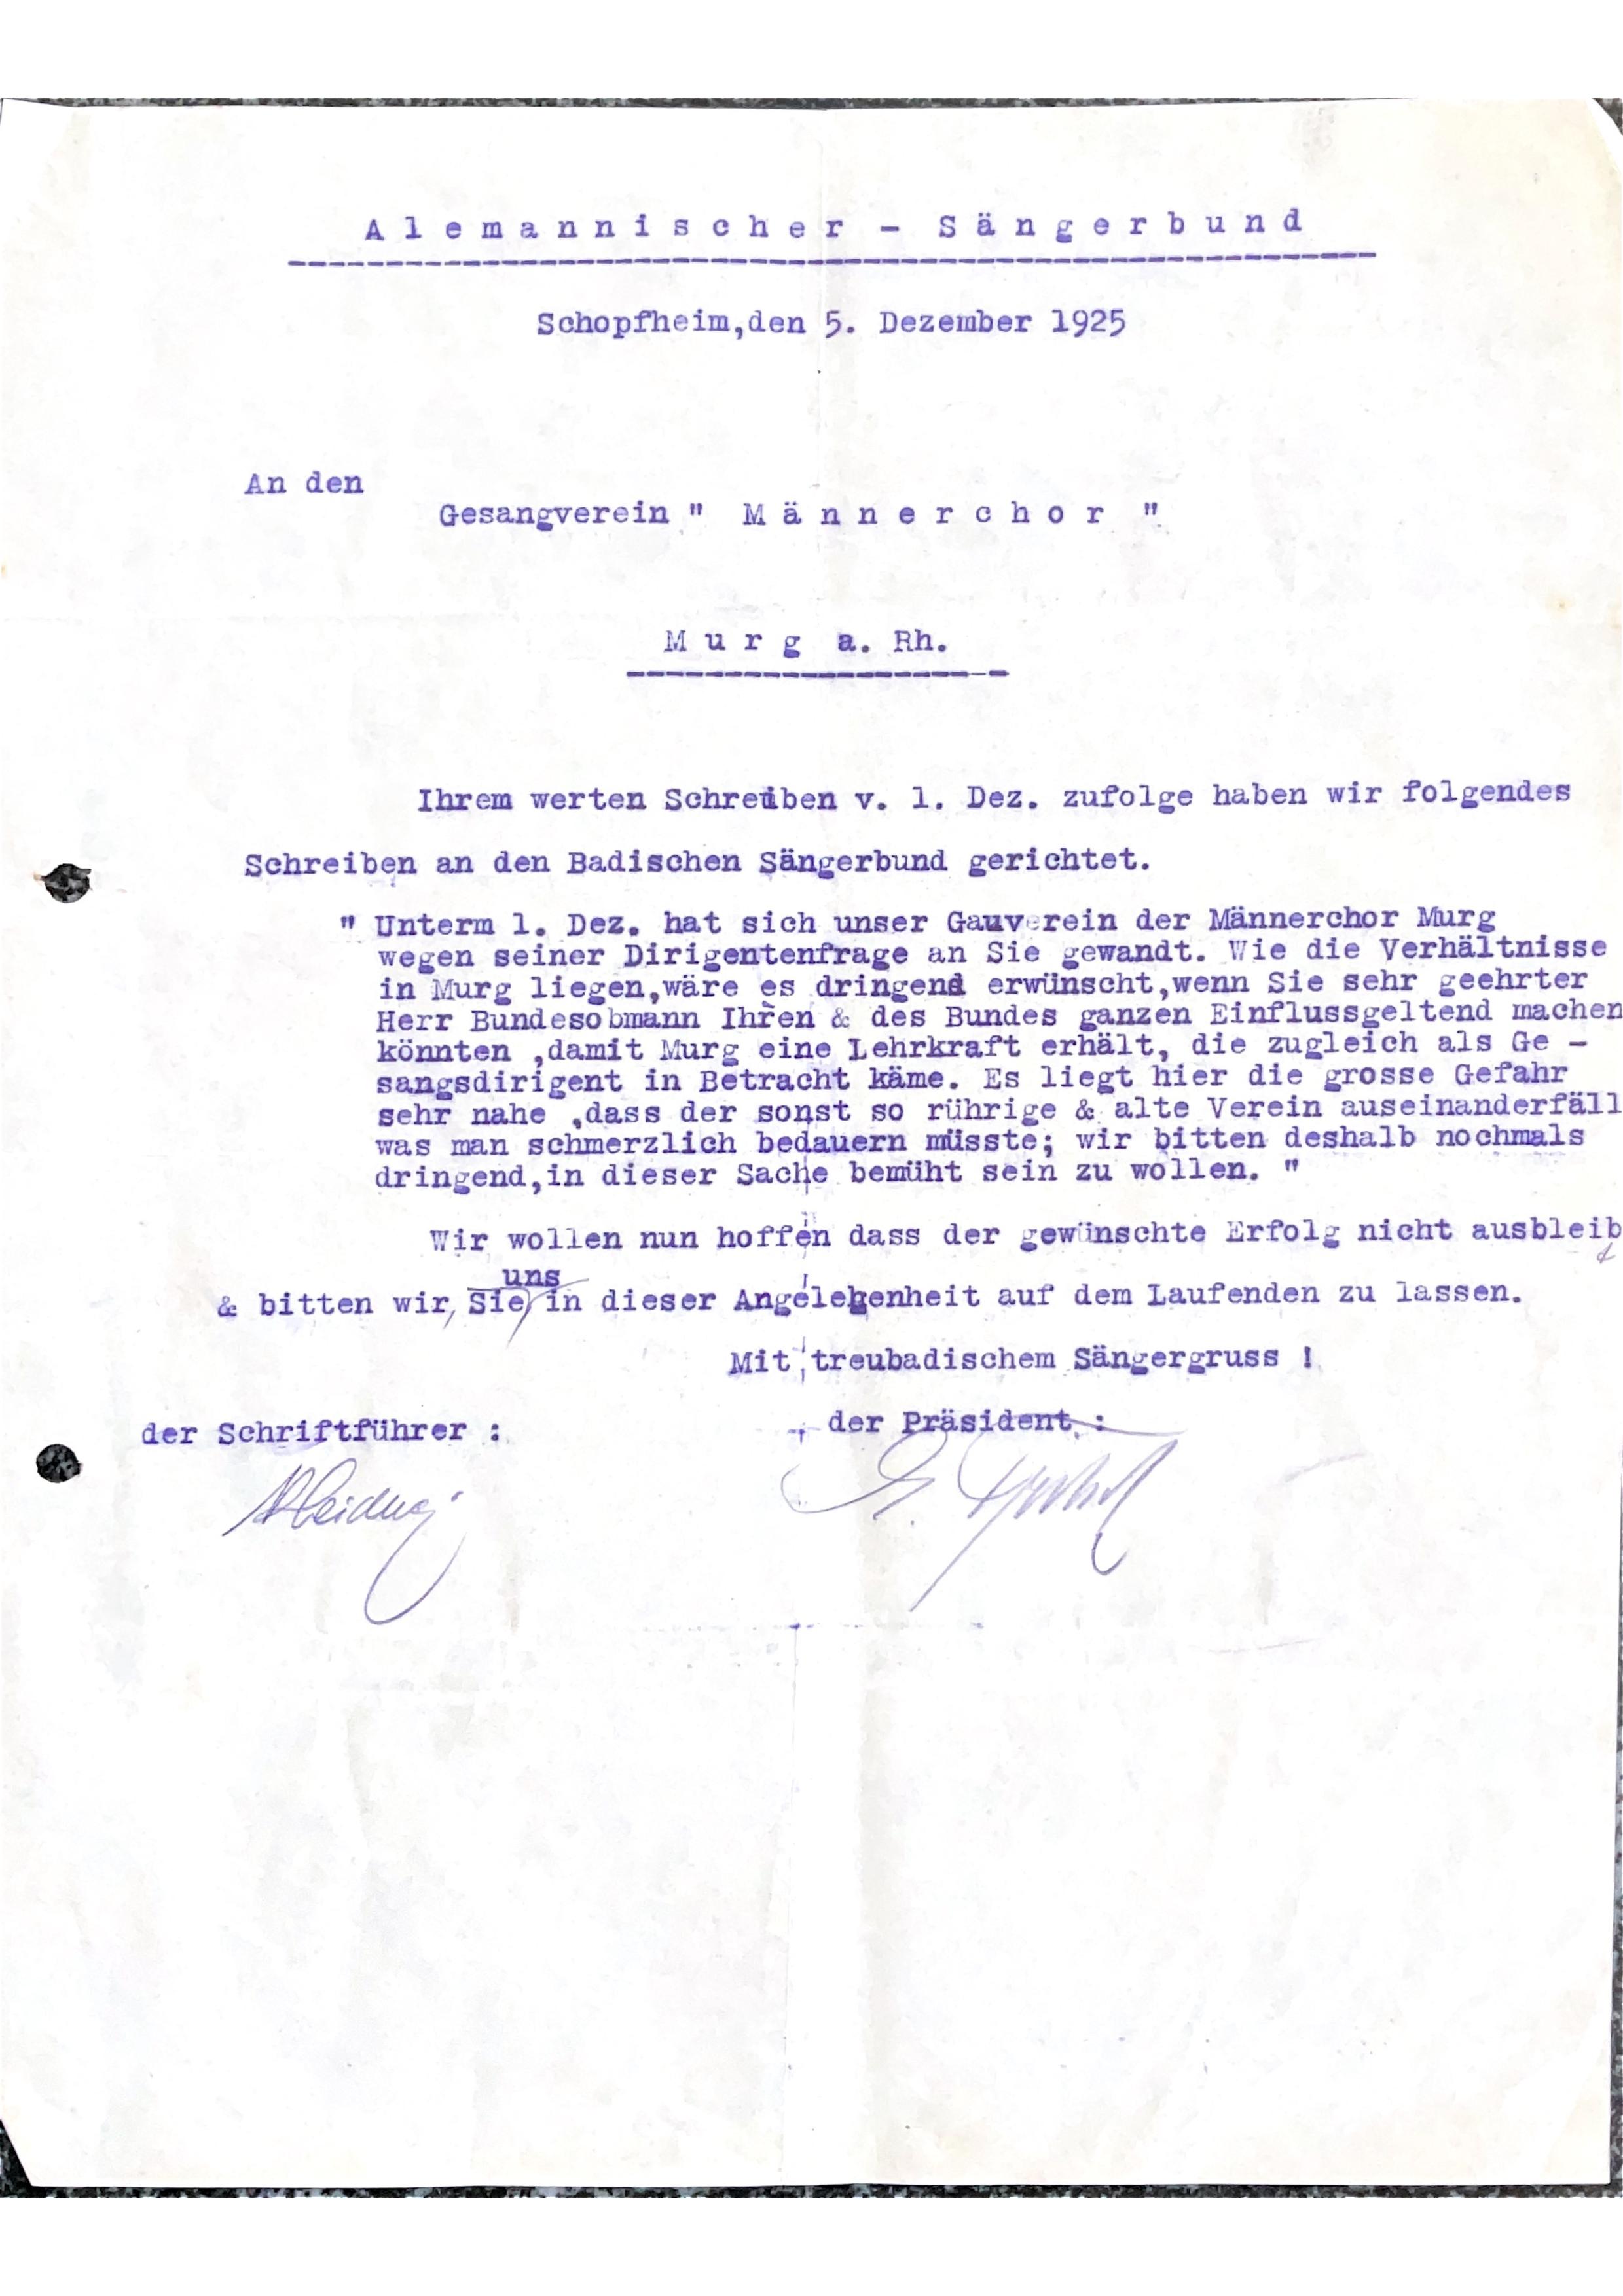 Alemannischer - Sängerbund
Schopfheim,den 5. Dezember 1925
An den
Gesangverein " Männerchor "
Murg a. Rh.
Ihrem werten Schreiben v. 1. Dez. zufolge haben wir folgendes
Schreiben an den Badischen Sängerbund gerichtet.
" Unterm 1. Dez. hat sich unser Gauverein der Männerchor Murg
wegen seiner Dirigentenfrage an Sie gewandt. Wie die Verhältnisse
in Murg liegen,wäre es dringend erwünscht,wenn Sie sehr geehrter
Herr Bundesobmann Ihren & des Bundes ganzen Einflussgeltend machen
könnten ,damit Murg eine Lehrkraft erhält, die zugleich als Ge -
sangsdirigent in Betracht käme. Es liegt hier die grosse Gefahr
sehr nahe ,dass der sonst so rührige & alte Verein auseinanderfäll
was man schmerzlich bedauern müsste; wir bitten deshalb nochmals
dringend,in dieser Sache bemüht sein zu wollen. "
Wir wollen nun hoffen dass der gewünschte Erfolg nicht ausbleib
uns
& bitten wir, Sie, in dieser Angelegenheit auf dem Laufenden zu lassen.
Mit treubadischem Sängergruss !
der Schriftführer :
der Präsident :